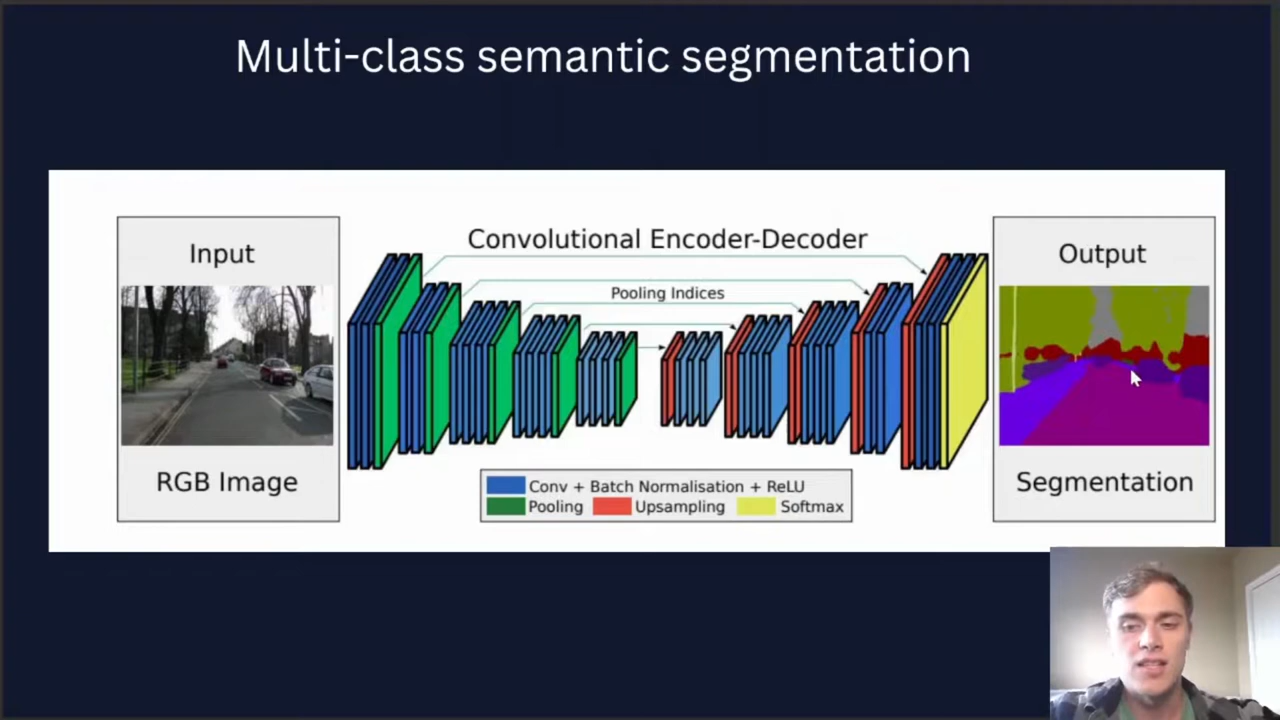 Multi-class semantic segmentation
Input
RGB Image
Convolutional Encoder-Decoder
Pooling Indices
Conv + Batch Normalisation + ReLU
Pooling Upsampling Softmax
Output
Segmentation